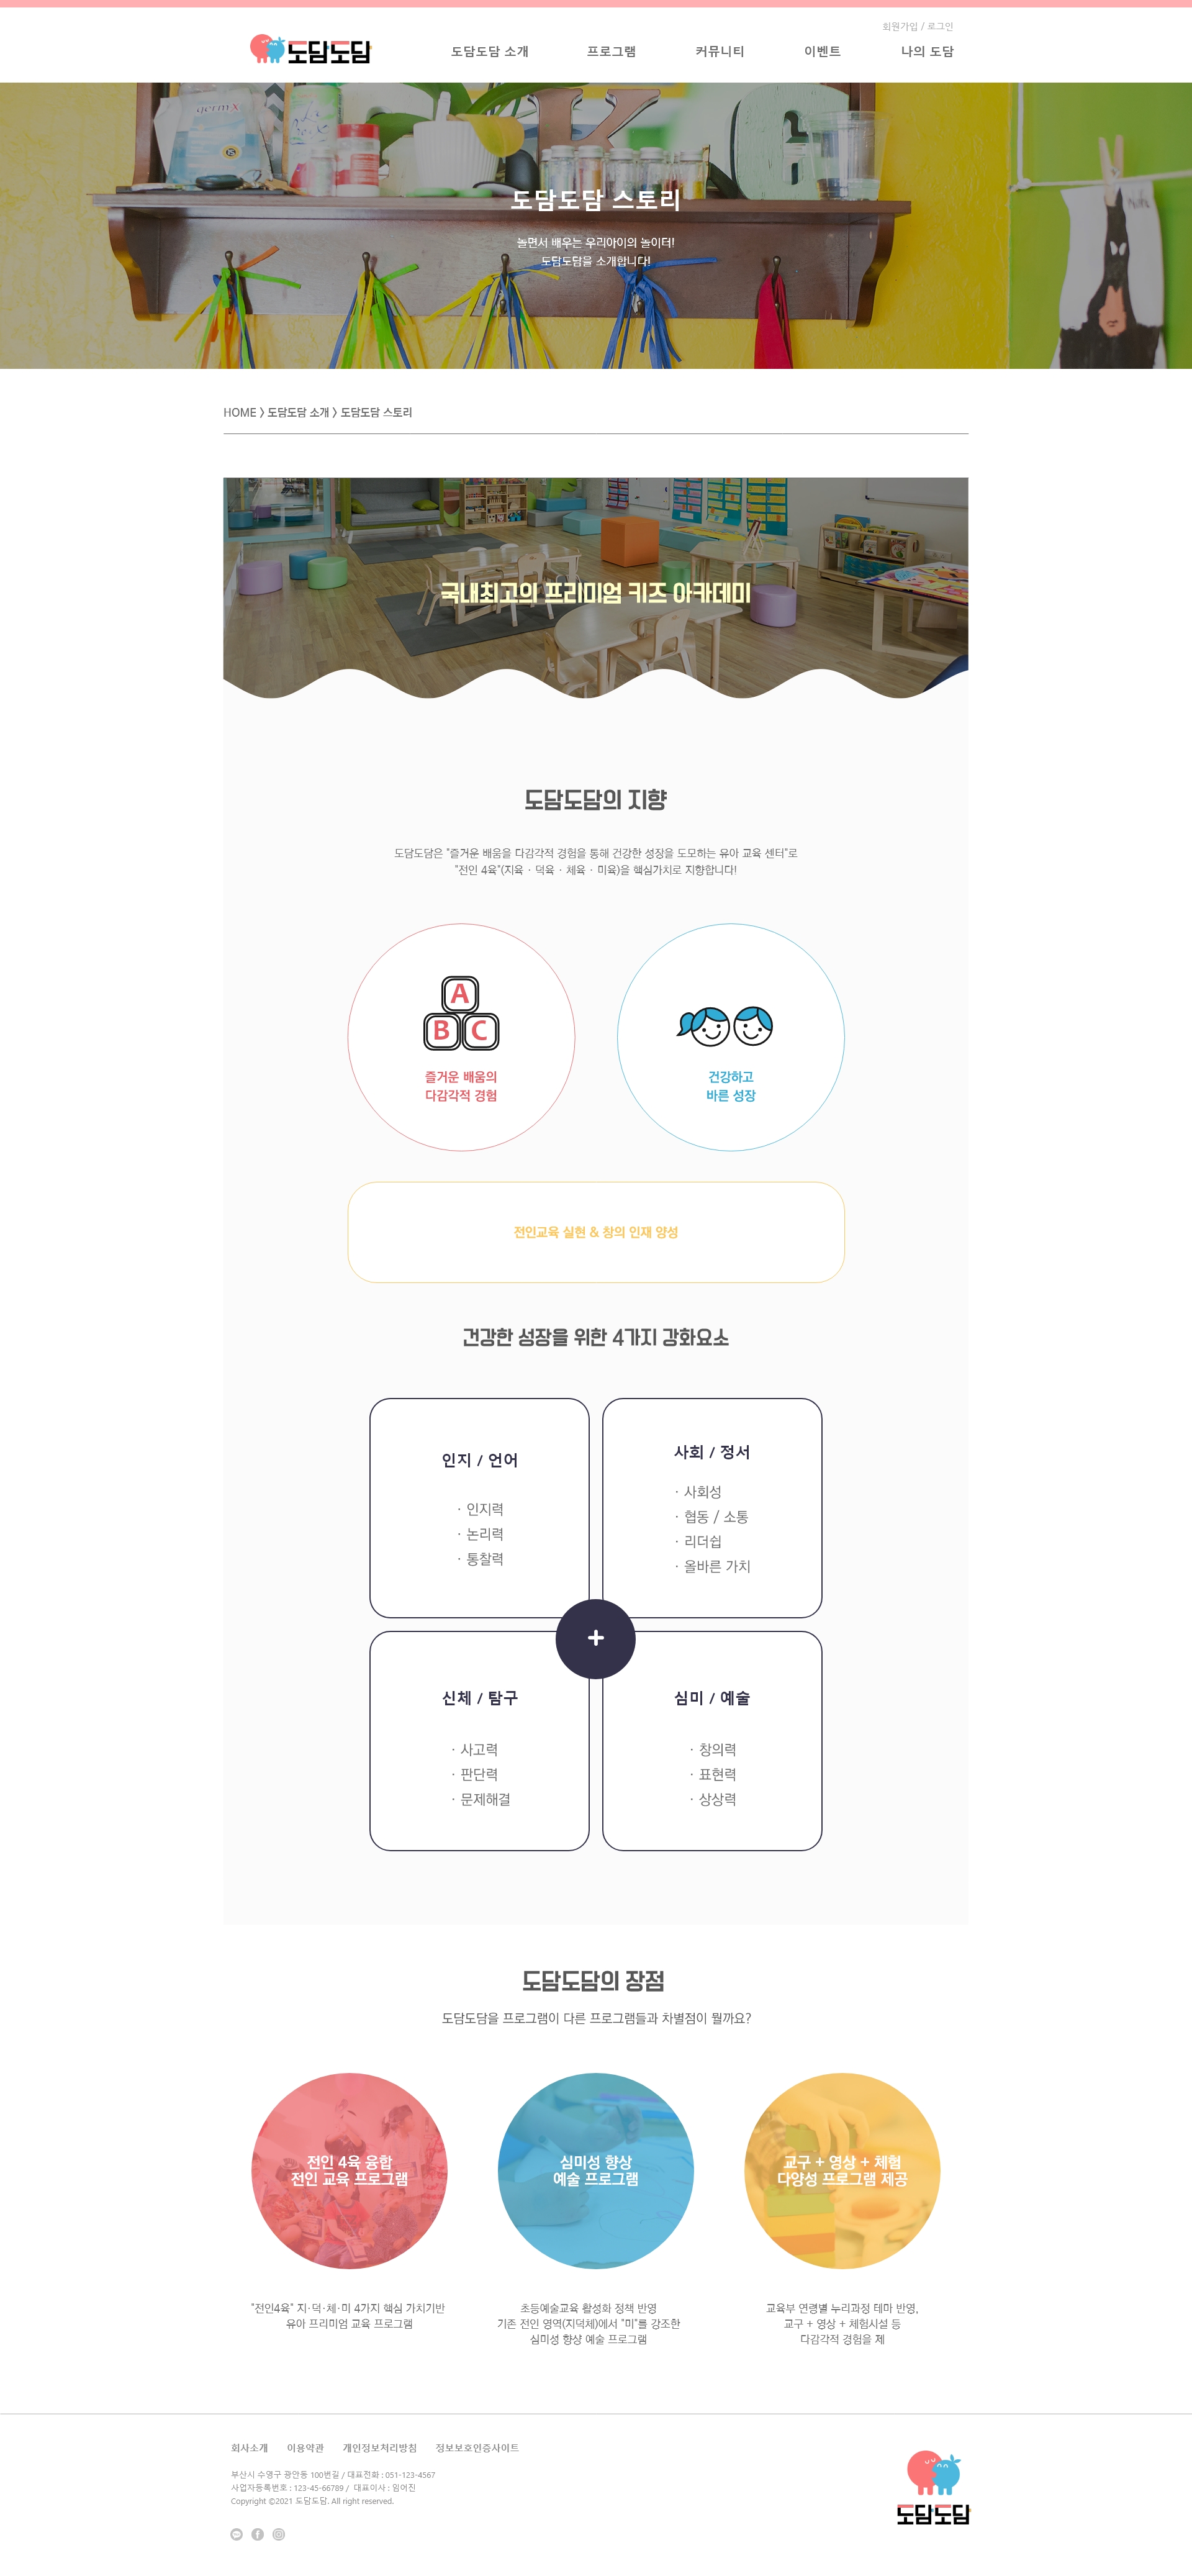 회원가입 / 로그인
도담도담
도담도담 소개
프로그램
커뮤니티
이벤트
나의 도담
germ X
도담도담 스토리
놀면서 배우는 우리아이의 놀이터!
도담도담을 소개합니다!
HOME > 도담도담 소개 > 도담도담 스토리
국내최고의 프리미엄 키즈 아카데미
도담도담의 지향
도담도담은 "즐거운 배움을 다감각적 경험을 통해 건강한 성장을 도모하는 유아 교육 센터"로
"전인 4육"(지육 · 덕육 · 체육 · 미육)을 핵심가치로 지향합니다!
A
B C
즐거운 배움의
다감각적 경험
건강하고
바른 성장
전인교육 실현 & 창의 인재 양성
건강한 성장을 위한 4가지 강화요소
인지 / 언어
· 인지력
· 논리력
· 통찰력
사회 / 정서
· 사회성
· 협동 / 소통
· 리더쉽
· 올바른 가치
+
신체 / 탐구
· 사고력
· 판단력
· 문제해결
심미 / 예술
· 창의력
· 표현력
· 상상력
도담도담의 장점
도담도담을 프로그램이 다른 프로그램들과 차별점이 뭘까요?
전인 4육 융합
전인 교육 프로그램
심미성 향상
예술 프로그램
교구 + 영상 + 체험
다양성 프로그램 제공
"전인4육" 지·덕·체·미 4가지 핵심 가치기반
유아 프리미엄 교육 프로그램
초등예술교육 활성화 정책 반영
기존 전인 영역(지덕체)에서 "미"를 강조한
심미성 향상 예술 프로그램
교육부 연령별 누리과정 테마 반영,
교구 + 영상 + 체험시설 등
다감각적 경험을 제
회사소개
이용약관
개인정보처리방침
정보보호인증사이트
부산시 수영구 광안동 100번길 / 대표전화 : 051-123-4567
사업자등록번호 : 123-45-66789 / 대표이사 : 임어진
Copyright ©2021 도담도담. All right reserved.
도담도담